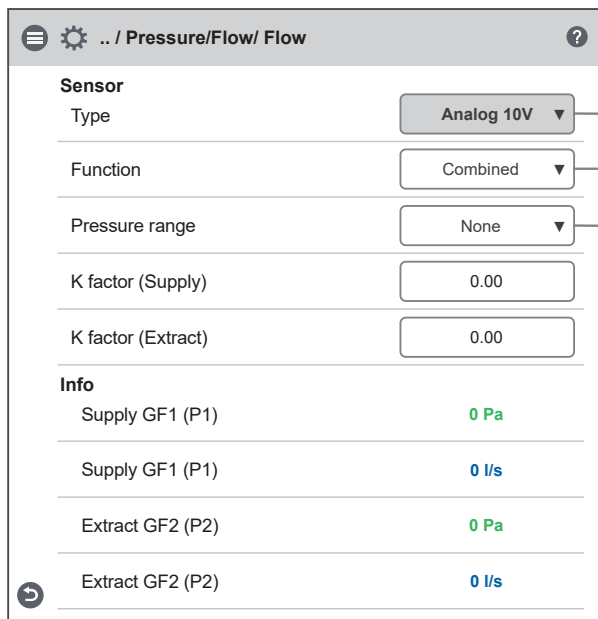 .. / Pressure/Flow/ Flow ?
Sensor
Type Analog 10V ▼
Function Combined ▼
Pressure range None ▼
K factor (Supply) 0.00
K factor (Extract) 0.00
Info
Supply GF1 (P1) 0 Pa
Supply GF1 (P1) 0 l/s
Extract GF2 (P2) 0 Pa
Extract GF2 (P2) 0 l/s